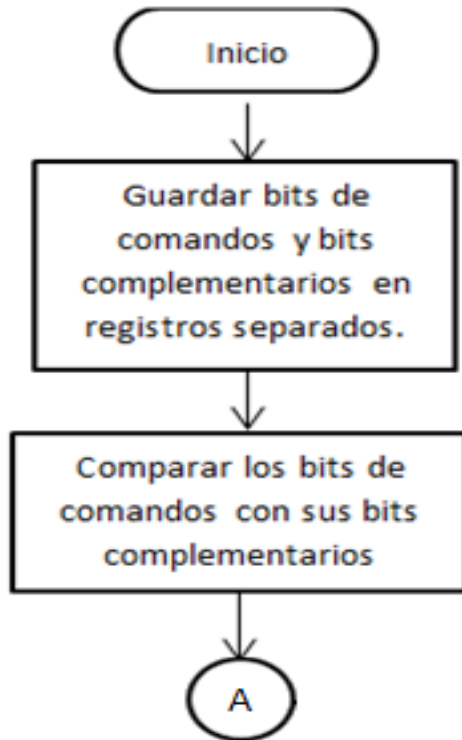 Inicio
Guardar bits de
comandos y bits
complementarios en
registros separados.
Comparar los bits de
comandos con sus bits
complementarios
A